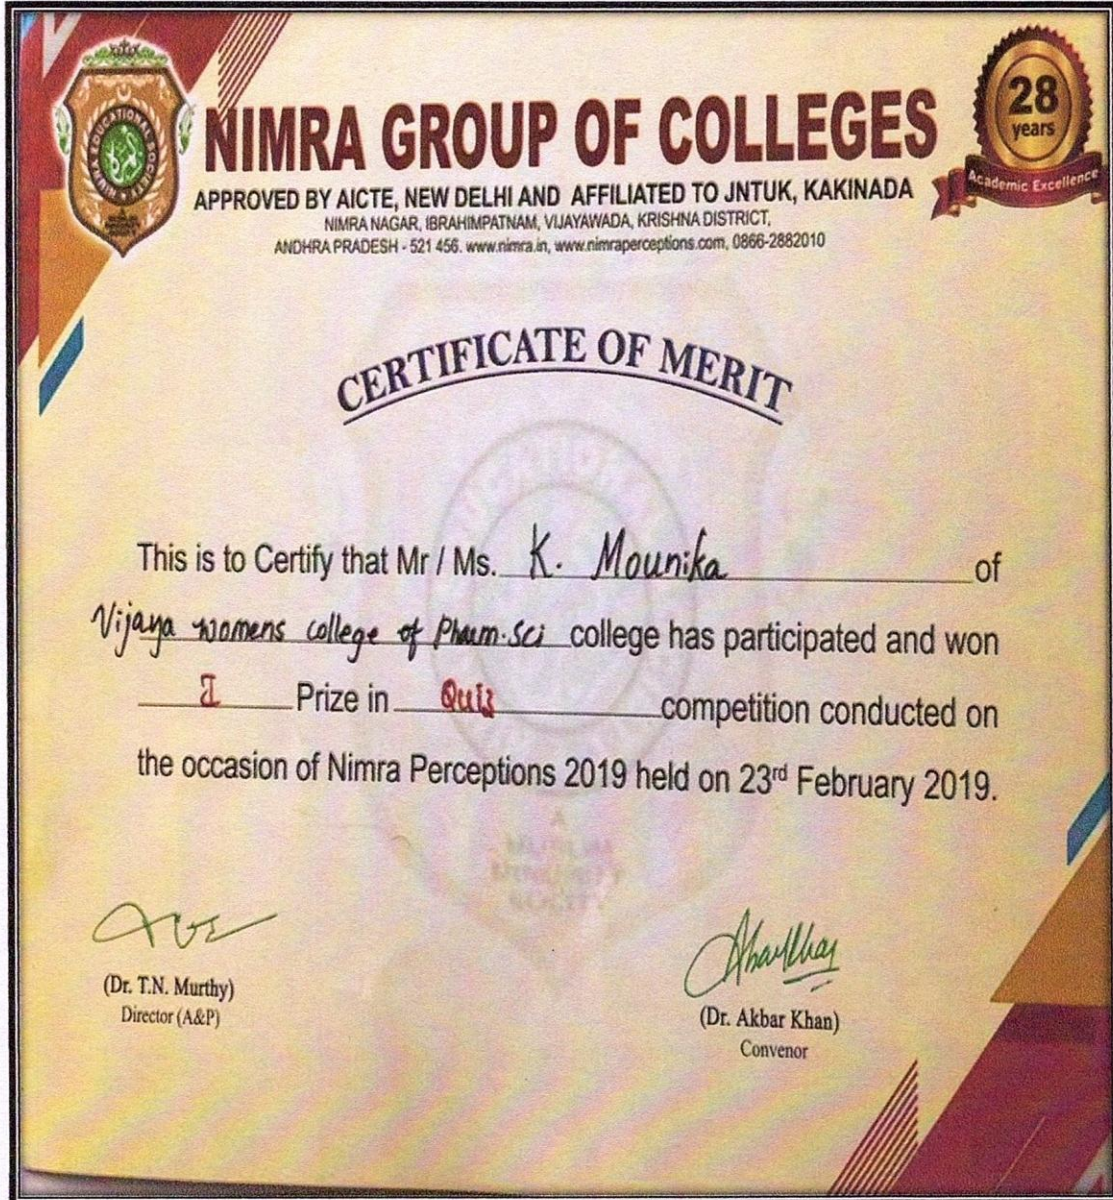 NIMRA GROUP OF COLLEGES
APPROVED BY AICTE, NEW DELHI AND AFFILIATED TO JNTUK, KAKINADA
NIMRA NAGAR, IBRAHIMPATNAM, VIJAYAWADA, KRISHNA DISTRICT,
ANDHRA PRADESH - 521 456. www.nimra.in, www.nimraperceptions.com, 0866-2882010
28
years
Academic Excellence
CERTIFICATE OF MERIT
This is to Certify that Mr / Ms. K. Mounika of
Vijaya womens college of Pharm.Sci college has participated and won
I Prize in Quiz competition conducted on
the occasion of Nimra Perceptions 2019 held on 23rd February 2019.
(Dr. T.N. Murthy)
Director (A&P)
(Dr. Akbar Khan)
Convenor